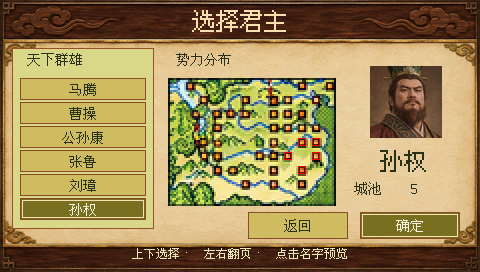 选择君主
天下群雄
势力分布
马腾
曹操
公孙康
张鲁
刘璋
孙权
孙权
城池 5
返回
确定
上下选择· 左右翻页· 点击名字预览